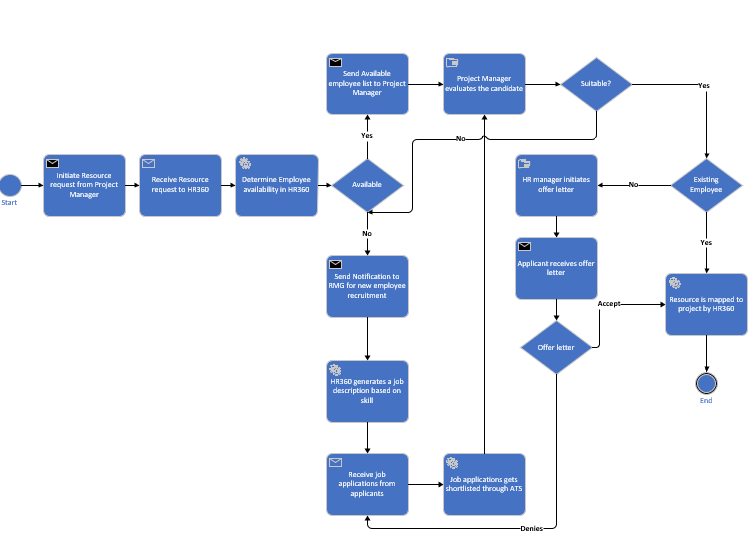 Send Available
employee list to Project
Manager
Project Manager
evaluates the candidate
Suitable?
Yes
Yes
No
Start
Initiate Resource
request from Project
Manager
Receive Resource
request to HR360
Determine Employee
availability in HR360
Available
HR manager initiates
offer letter
No
Existing
Employee
No
Yes
Send Notification to
RMG for new employee
recruitment
Applicant receives offer
letter
Accept
Resource is mapped to
project by HR360
Offer letter
HR360 generates a job
description based on
skill
End
Receive job
applications from
applicants
Job applications gets
shortlisted through ATS
Denies